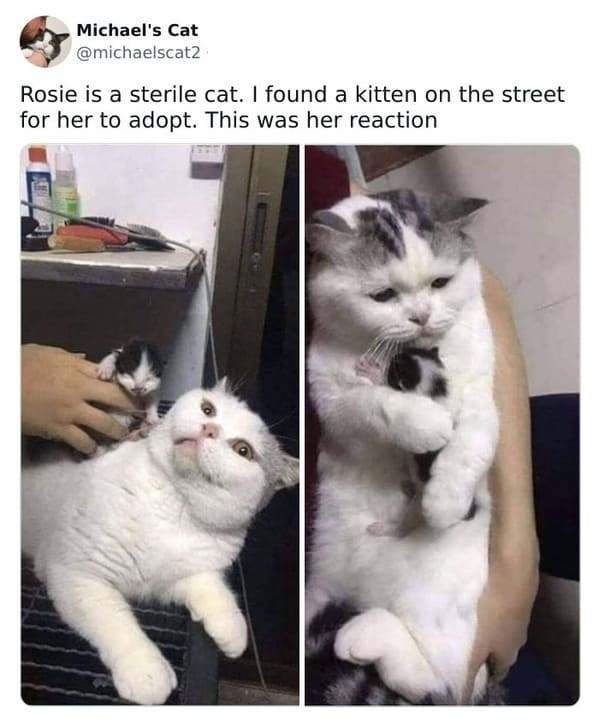 Michael's Cat
@michaelscat2 ·
Rosie is a sterile cat. I found a kitten on the street
for her to adopt. This was her reaction